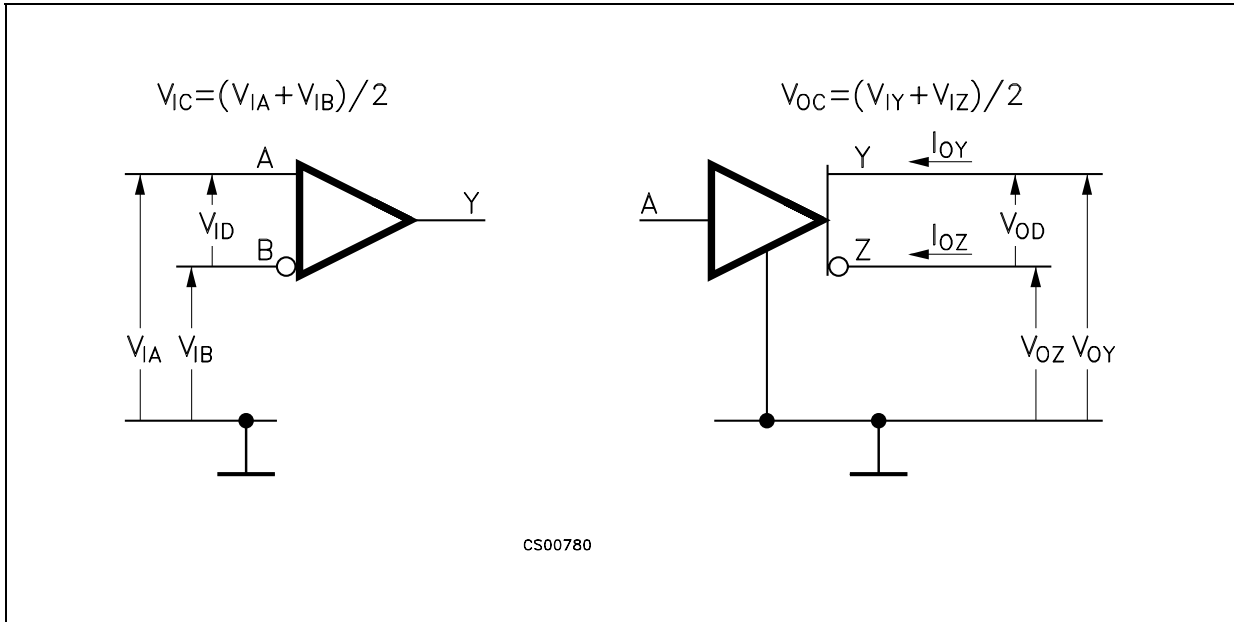 V_IC=(V_IA+V_IB)/2
V_OC=(V_IY+V_IZ)/2
A
V_ID
B
Y
V_IA
V_IB
A
Y
I_OY
Z
I_OZ
V_OD
V_OZ
V_OY
CS00780